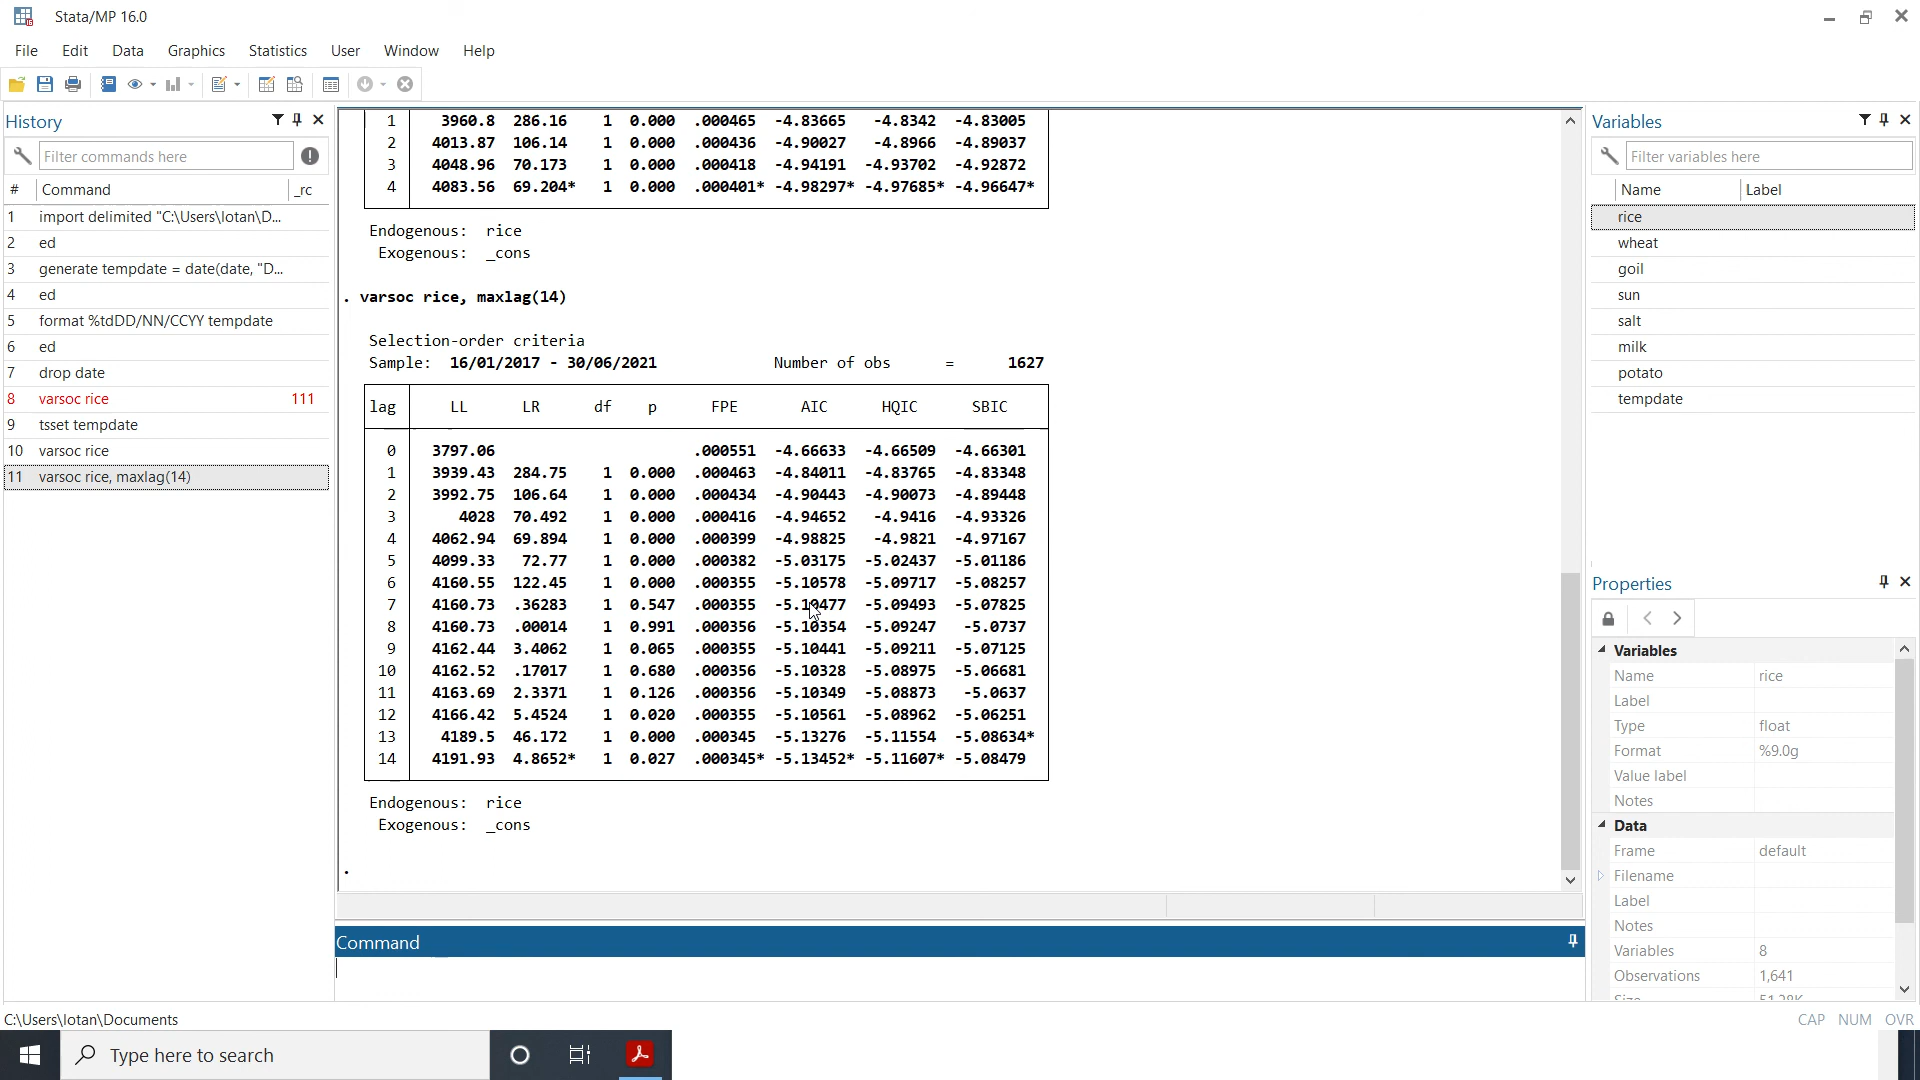 Stata/MP 16.0
File Edit Data Graphics Statistics User Window Help
History
Filter commands here
# Command _rc
1 import delimited "C:\Users\lotan\D...
2 ed
3 generate tempdate = date(date, "D...
4 ed
5 format %tdDD/NN/CCYY tempdate
6 ed
7 drop date
8 varsoc rice 111
9 tsset tempdate
10 varsoc rice
11 varsoc rice, maxlag(14)
1 3960.8 286.16 1 0.000 .000465 -4.83665 -4.8342 -4.83005
2 4013.87 106.14 1 0.000 .000436 -4.90027 -4.8966 -4.89037
3 4048.96 70.173 1 0.000 .000418 -4.94191 -4.93702 -4.92872
4 4083.56 69.204* 1 0.000 .000401* -4.98297* -4.97685* -4.96647*
Endogenous: rice
Exogenous: _cons
. varsoc rice, maxlag(14)
Selection-order criteria
Sample: 16/01/2017 - 30/06/2021 Number of obs = 1627
lag LL LR df p FPE AIC HQIC SBIC
0 3797.06 .000551 -4.66633 -4.66509 -4.66301
1 3939.43 284.75 1 0.000 .000463 -4.84011 -4.83765 -4.83348
2 3992.75 106.64 1 0.000 .000434 -4.90443 -4.90073 -4.89448
3 4028 70.492 1 0.000 .000416 -4.94652 -4.9416 -4.93326
4 4062.94 69.894 1 0.000 .000399 -4.98825 -4.9821 -4.97167
5 4099.33 72.77 1 0.000 .000382 -5.03175 -5.02437 -5.01186
6 4160.55 122.45 1 0.000 .000355 -5.10578 -5.09717 -5.08257
7 4160.73 .36283 1 0.547 .000355 -5.10477 -5.09493 -5.07825
8 4160.73 .00014 1 0.991 .000356 -5.10354 -5.09247 -5.0737
9 4162.44 3.4062 1 0.065 .000355 -5.10441 -5.09211 -5.07125
10 4162.52 .17017 1 0.680 .000356 -5.10328 -5.08975 -5.06681
11 4163.69 2.3371 1 0.126 .000356 -5.10349 -5.08873 -5.0637
12 4166.42 5.4524 1 0.020 .000355 -5.10561 -5.08962 -5.06251
13 4189.5 46.172 1 0.000 .000345 -5.13276 -5.11554 -5.08634*
14 4191.93 4.8652* 1 0.027 .000345* -5.13452* -5.11607* -5.08479
Endogenous: rice
Exogenous: _cons
.
Command
Variables
Filter variables here
Name Label
rice
wheat
goil
sun
salt
milk
potato
tempdate
Properties
Variables
Name rice
Label
Type float
Format %9.0g
Value label
Notes
Data
Frame default
Filename
Label
Notes
Variables 8
Observations 1,641
C:\Users\lotan\Documents
CAP NUM OVR
Type here to search